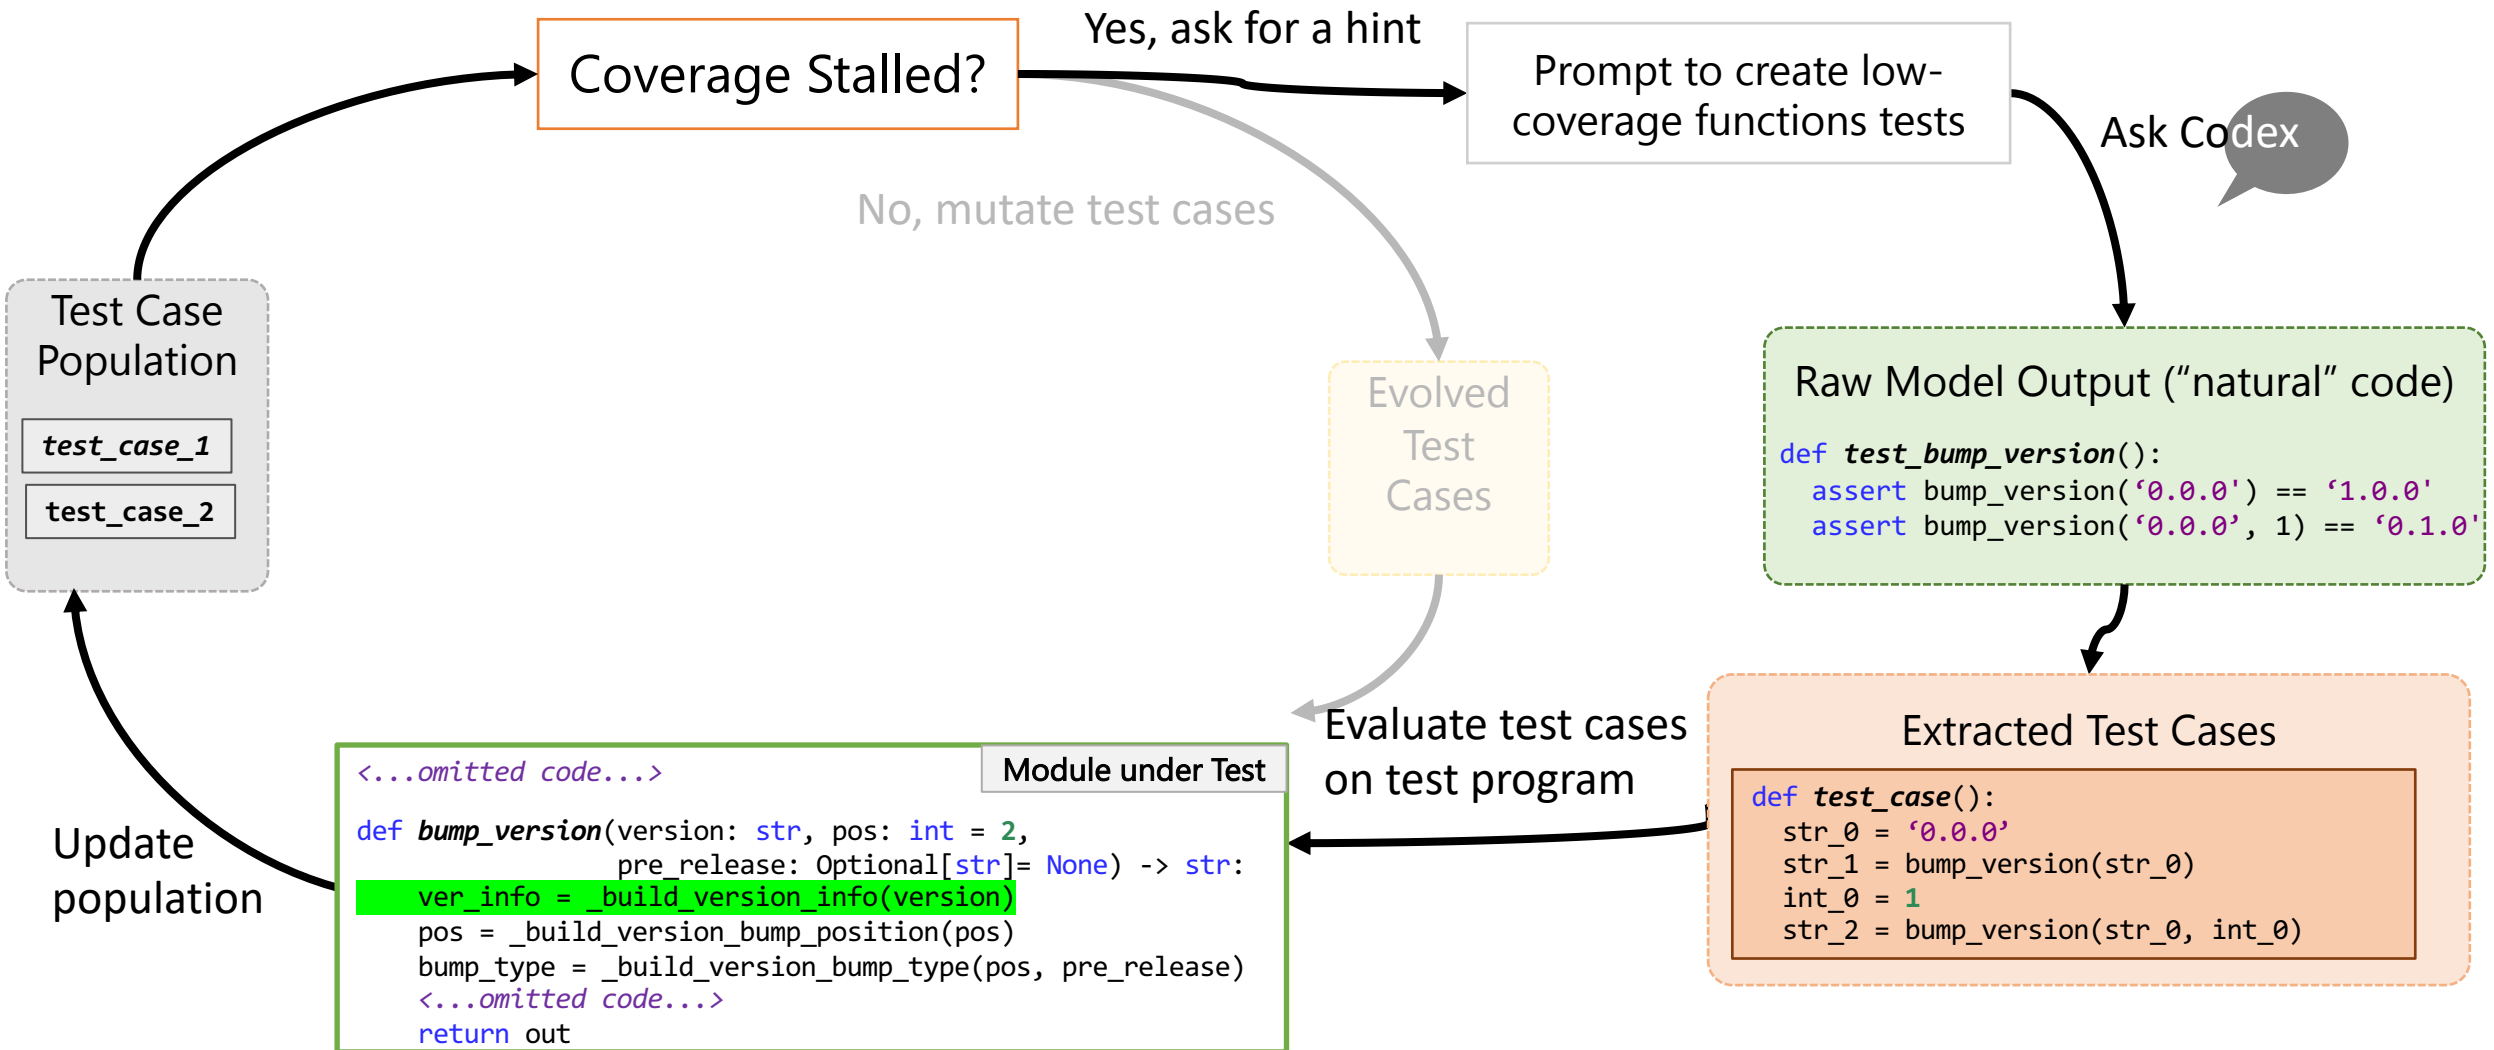 Yes, ask for a hint
Coverage Stalled?
Prompt to create low-
coverage functions tests
Ask Codex
No, mutate test cases
Test Case
Population
test_case_1
test_case_2
Evolved
Test
Cases
Raw Model Output (“natural” code)
def test_bump_version():
assert bump_version(‘0.0.0') == ‘1.0.0'
assert bump_version(‘0.0.0’, 1) == ‘0.1.0'
Extracted Test Cases
def test_case():
str_0 = ‘0.0.0’
str_1 = bump_version(str_0)
int_0 = 1
str_2 = bump_version(str_0, int_0)
Evaluate test cases
on test program
Module under Test
<...omitted code...>
def bump_version(version: str, pos: int = 2,
pre_release: Optional[str]= None) -> str:
ver_info = _build_version_info(version)
pos = _build_version_bump_position(pos)
bump_type = _build_version_bump_type(pos, pre_release)
<...omitted code...>
return out
Update
population